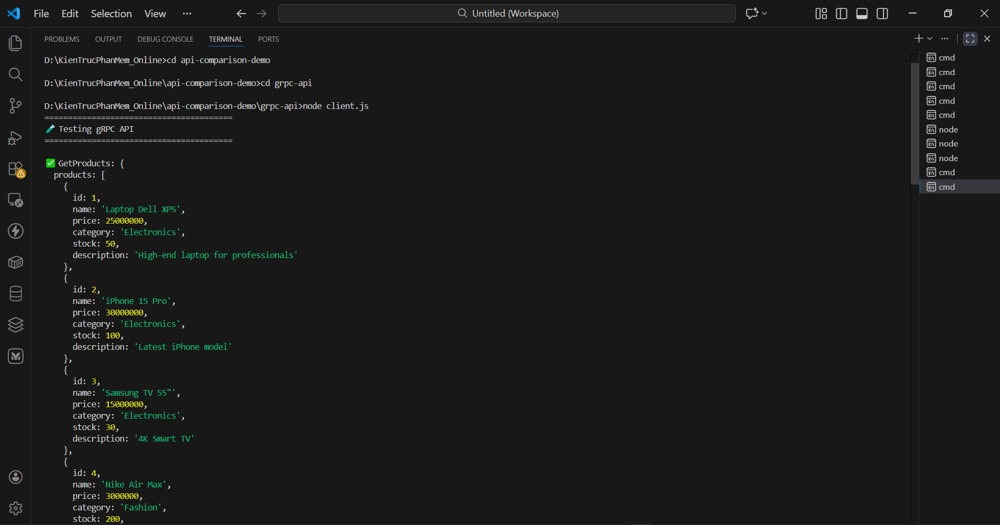 File Edit Selection View ··· Untitled (Workspace)
PROBLEMS OUTPUT DEBUG CONSOLE TERMINAL PORTS
D:\KienTrucPhanMem_Online>cd api-comparison-demo
D:\KienTrucPhanMem_Online\api-comparison-demo>cd grpc-api
D:\KienTrucPhanMem_Online\api-comparison-demo\grpc-api>node client.js
========================================
🧪 Testing gRPC API
========================================
✅ GetProducts: {
  products: [
    {
      id: 1,
      name: 'Laptop Dell XPS',
      price: 25000000,
      category: 'Electronics',
      stock: 50,
      description: 'High-end laptop for professionals'
    },
    {
      id: 2,
      name: 'iPhone 15 Pro',
      price: 30000000,
      category: 'Electronics',
      stock: 100,
      description: 'Latest iPhone model'
    },
    {
      id: 3,
      name: 'Samsung TV 55"',
      price: 15000000,
      category: 'Electronics',
      stock: 30,
      description: '4K Smart TV'
    },
    {
      id: 4,
      name: 'Nike Air Max',
      price: 3000000,
      category: 'Fashion',
      stock: 200,
cmd
cmd
cmd
cmd
cmd
node
node
node
cmd
cmd